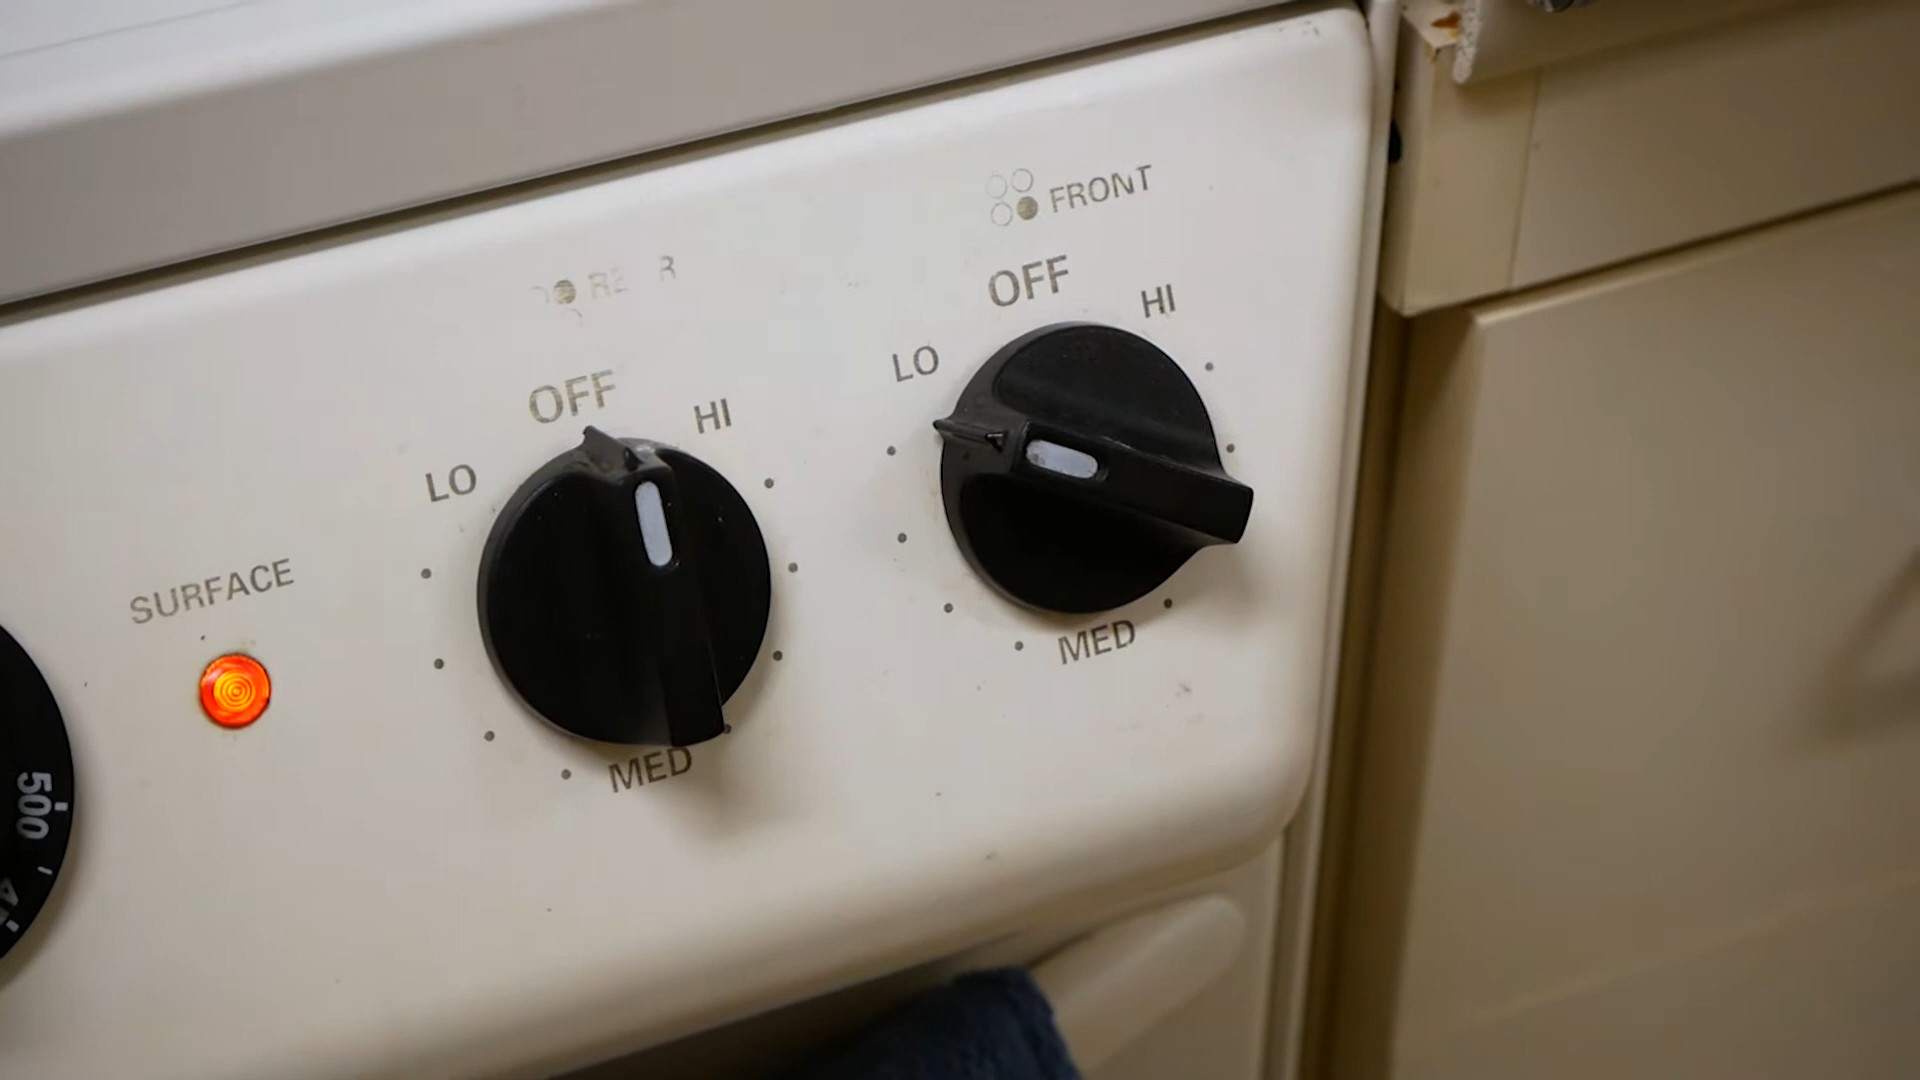 FRONT
OFF
HI
LO
MED
OFF
HI
LO
MED
SURFACE
500